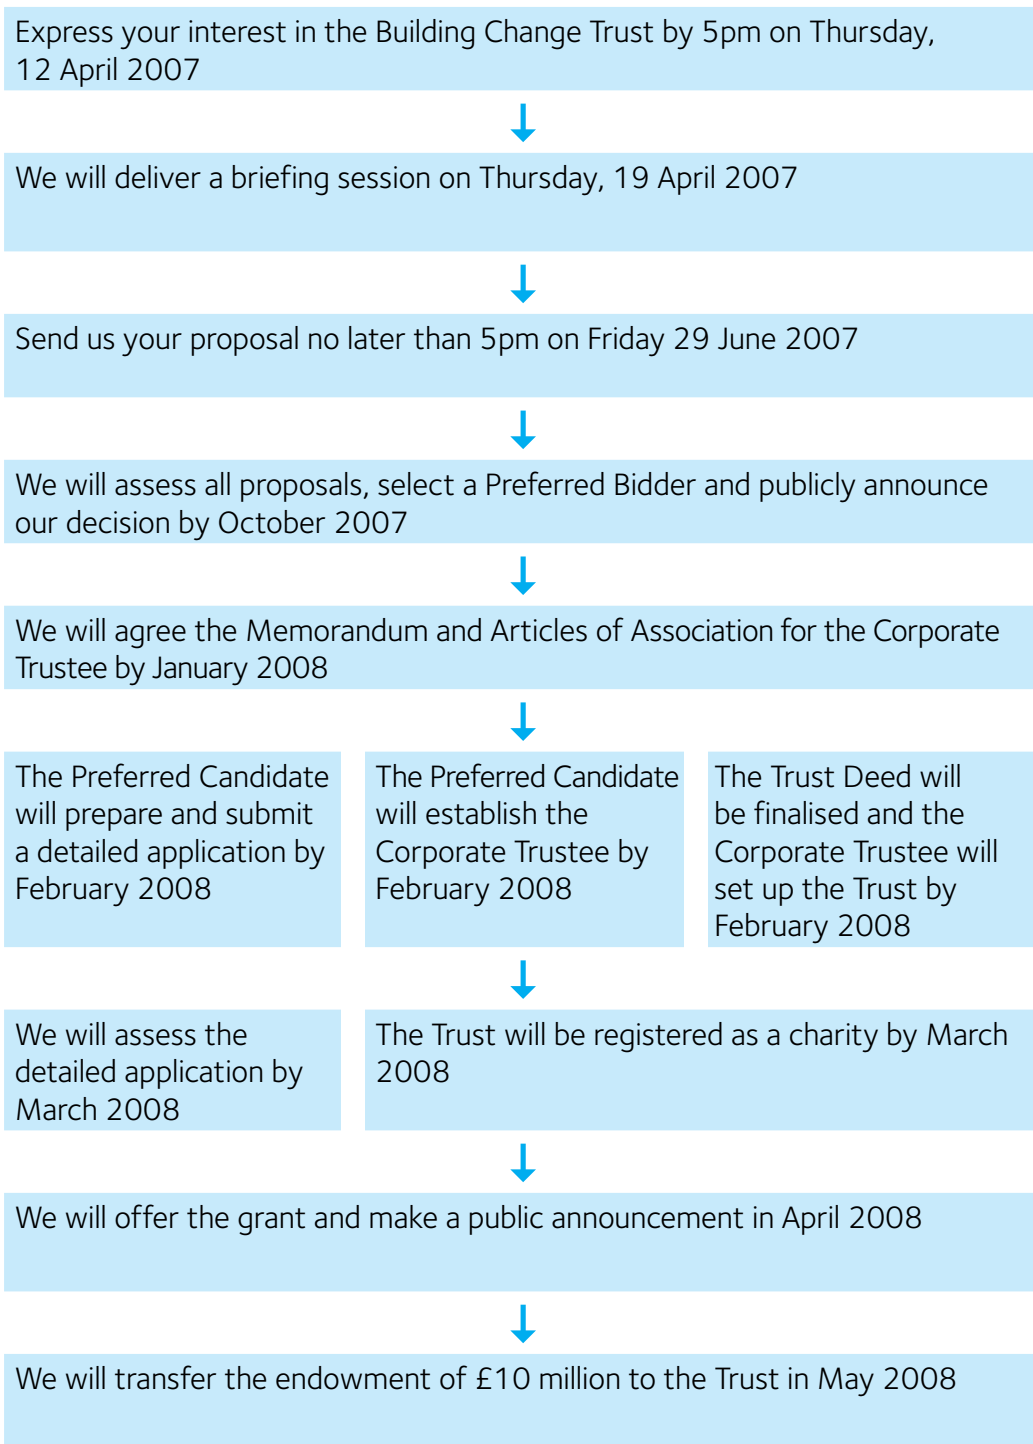 Express your interest in the Building Change Trust by 5pm on Thursday,
12 April 2007
We will deliver a briefing session on Thursday, 19 April 2007
Send us your proposal no later than 5pm on Friday 29 June 2007
We will assess all proposals, select a Preferred Bidder and publicly announce
our decision by October 2007
We will agree the Memorandum and Articles of Association for the Corporate
Trustee by January 2008
The Preferred Candidate
will prepare and submit
a detailed application by
February 2008
The Preferred Candidate
will establish the
Corporate Trustee by
February 2008
The Trust Deed will
be finalised and the
Corporate Trustee will
set up the Trust by
February 2008
We will assess the
detailed application by
March 2008
The Trust will be registered as a charity by March
2008
We will offer the grant and make a public announcement in April 2008
We will transfer the endowment of £10 million to the Trust in May 2008